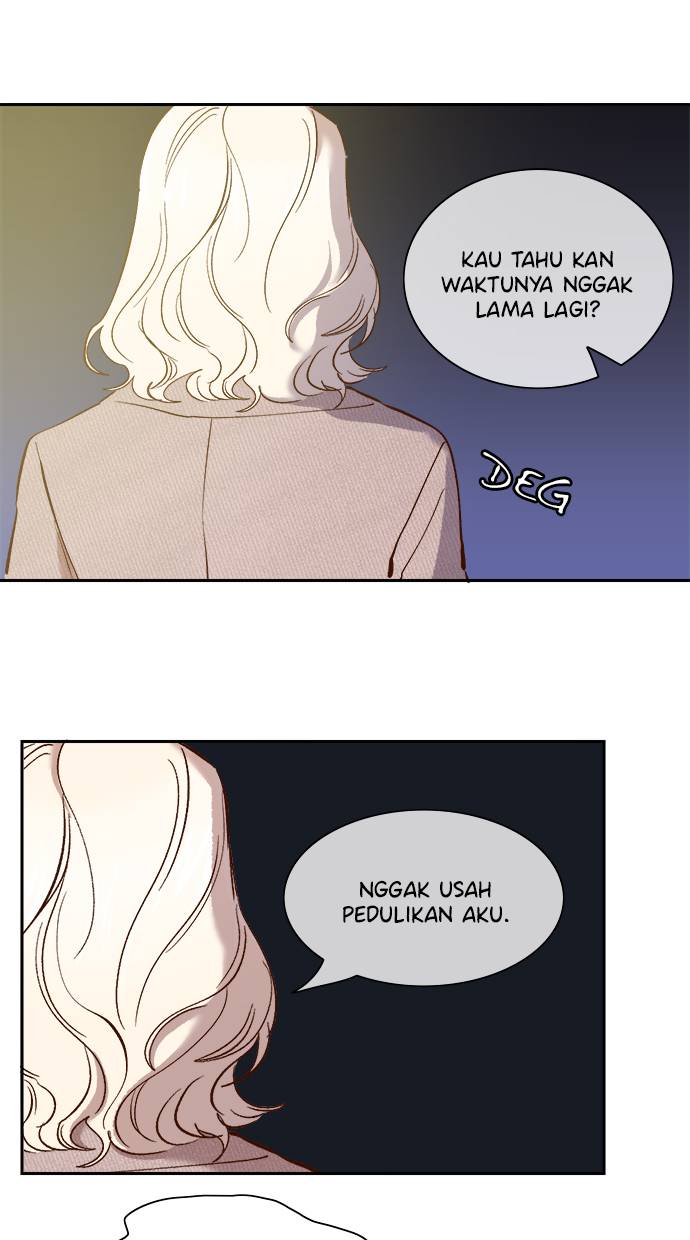 KAU TAHU KAN
WAKTUNYA NGGAK
LAMA LAGI?
DEG
NGGAK USAH
PEDULIKAN AKU.